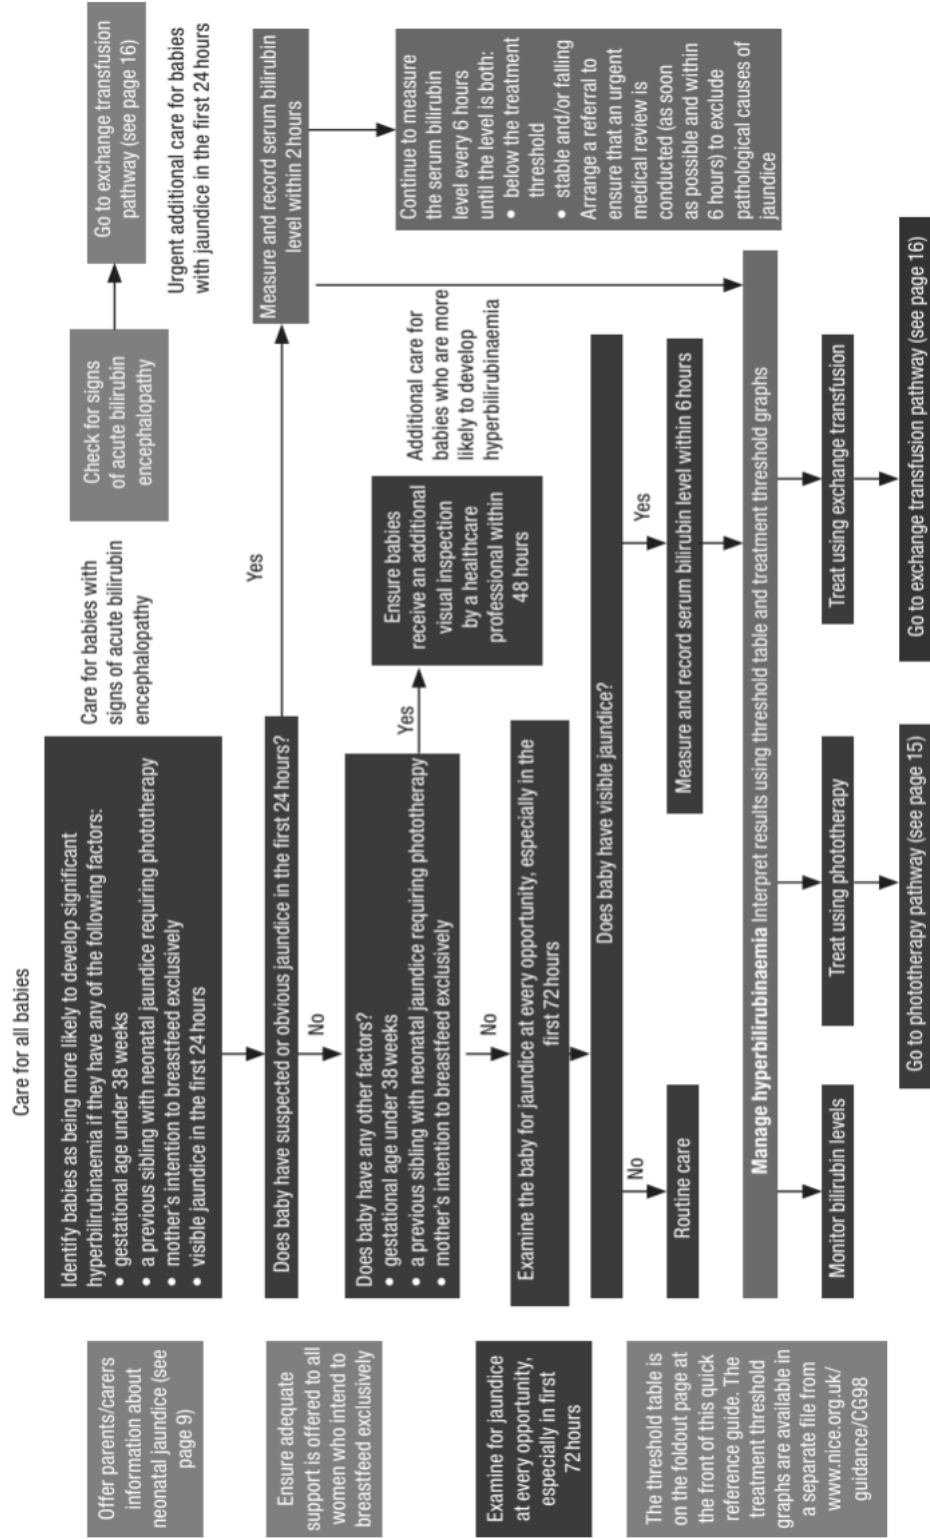 Care for all babies
Offer parents/carers
information about
neonatal jaundice (see
page 9)
Identify babies as being more likely to develop significant
hyperbilirubinaemia if they have any of the following factors:
• gestational age under 38 weeks
• a previous sibling with neonatal jaundice requiring phototherapy
• mother's intention to breastfeed exclusively
• visible jaundice in the first 24 hours
Care for babies with
signs of acute bilirubin
encephalopathy
Check for signs
of acute bilirubin
encephalopathy
Go to exchange transfusion
pathway (see page 16)
Urgent additional care for babies
with jaundice in the first 24 hours
Ensure adequate
support is offered to all
women who intend to
breastfeed exclusively
Does baby have suspected or obvious jaundice in the first 24 hours?
Yes
Measure and record serum bilirubin
level within 2 hours
No
Does baby have any other factors?
• gestational age under 38 weeks
• a previous sibling with neonatal jaundice requiring phototherapy
• mother's intention to breastfeed exclusively
Yes
Ensure babies
receive an additional
visual inspection
by a healthcare
professional within
48 hours
Additional care for
babies who are more
likely to develop
hyperbilirubinaemia
Continue to measure
the serum bilirubin
level every 6 hours
until the level is both:
• below the treatment
threshold
• stable and/or falling
Arrange a referral to
ensure that an urgent
medical review is
conducted (as soon
as possible and within
6 hours) to exclude
pathological causes of
jaundice
No
Examine for jaundice
at every opportunity,
especially in first
72 hours
Examine the baby for jaundice at every opportunity, especially in the
first 72 hours
Does baby have visible jaundice?
No
Yes
Routine care
Measure and record serum bilirubin level within 6 hours
The threshold table is
on the foldout page at
the front of this quick
reference guide. The
treatment threshold
graphs are available in
a separate file from
www.nice.org.uk/
guidance/CG98
Manage hyperbilirubinaemia Interpret results using threshold table and treatment threshold graphs
Monitor bilirubin levels
Treat using phototherapy
Treat using exchange transfusion
Go to phototherapy pathway (see page 15)
Go to exchange transfusion pathway (see page 16)